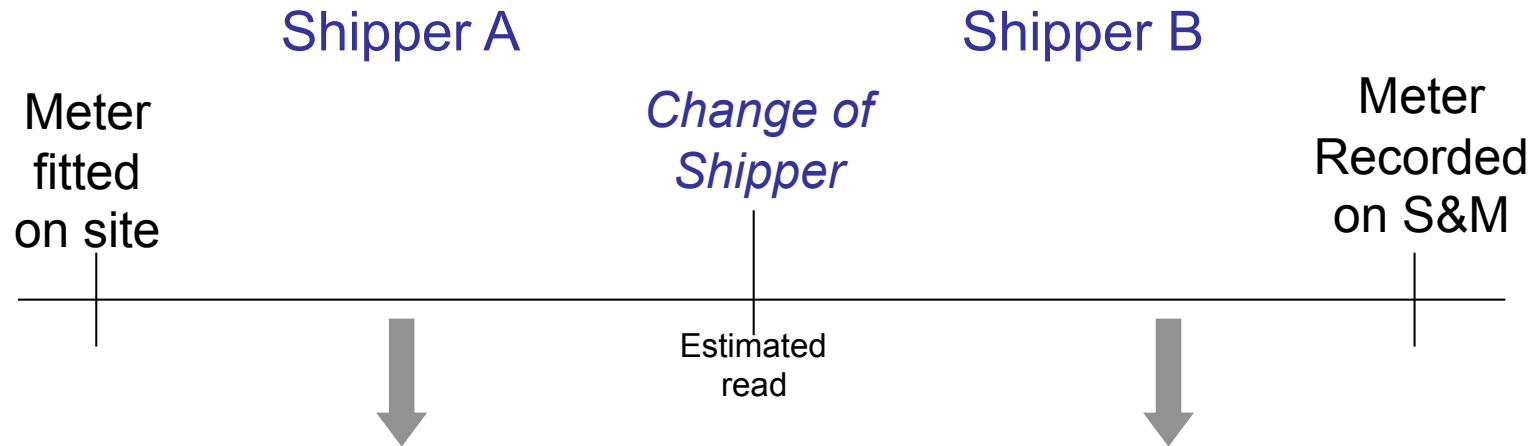 Shipper A
Shipper B
Meter
fitted
on site
Change of
Shipper
Meter
Recorded
on S&M
Estimated
read